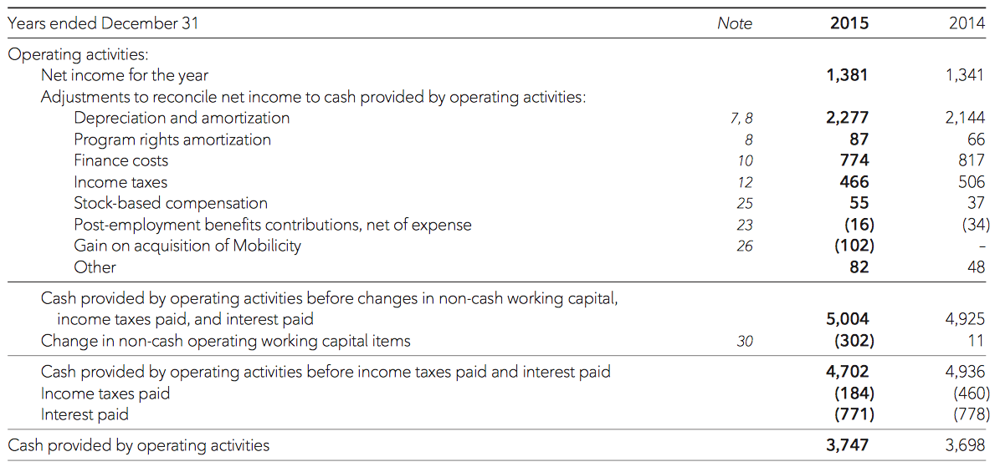 Years ended December 31 Note 2015 2014
Operating activities:
Net income for the year 1,381 1,341
Adjustments to reconcile net income to cash provided by operating activities:
Depreciation and amortization 7, 8 2,277 2,144
Program rights amortization 8 87 66
Finance costs 10 774 817
Income taxes 12 466 506
Stock-based compensation 25 55 37
Post-employment benefits contributions, net of expense 23 (16) (34)
Gain on acquisition of Mobilicity 26 (102) –
Other 82 48
Cash provided by operating activities before changes in non-cash working capital,
income taxes paid, and interest paid 5,004 4,925
Change in non-cash operating working capital items 30 (302) 11
Cash provided by operating activities before income taxes paid and interest paid 4,702 4,936
Income taxes paid (184) (460)
Interest paid (771) (778)
Cash provided by operating activities 3,747 3,698